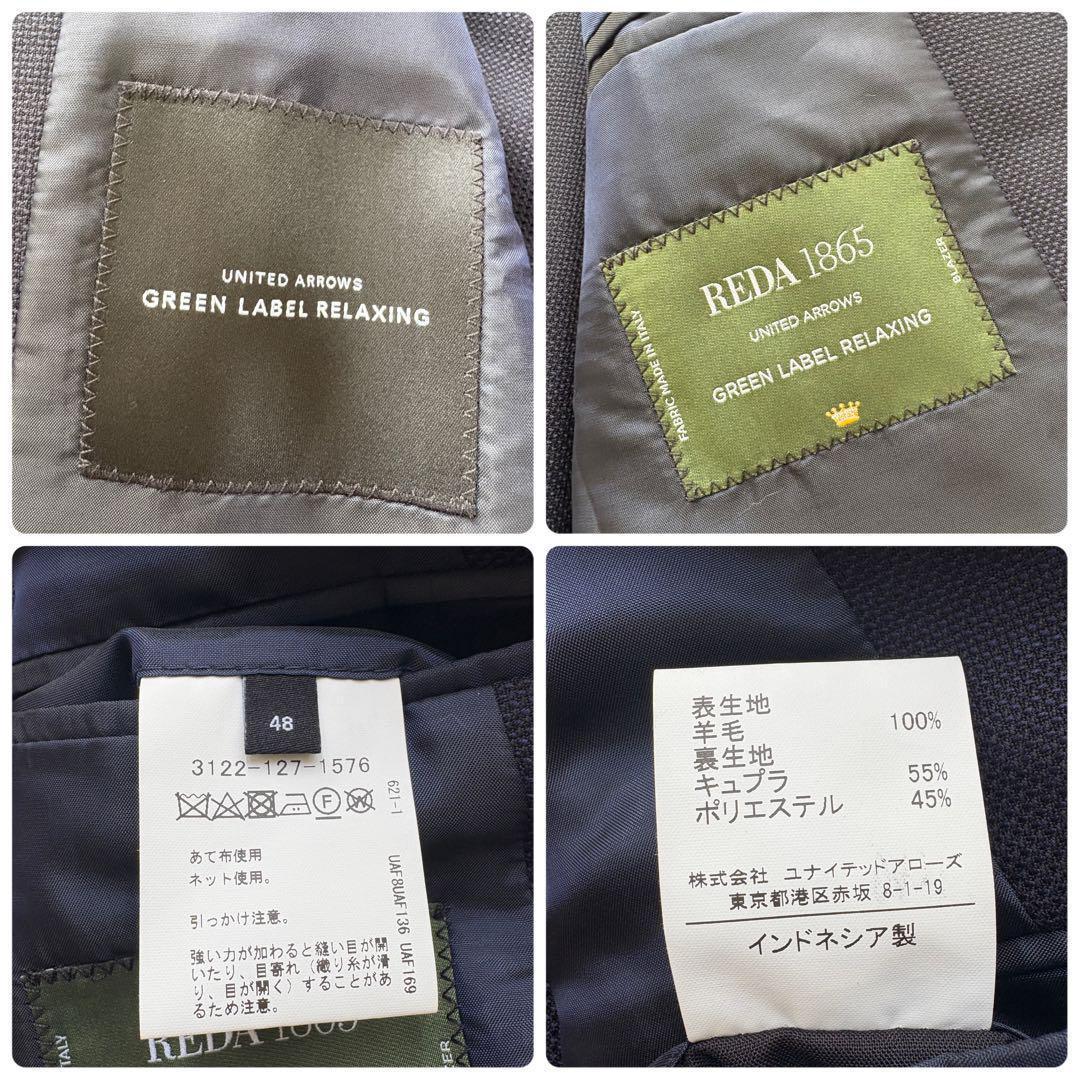 UNITED ARROWS
GREEN LABEL RELAXING
REDA 1865
UNITED ARROWS
GREEN LABEL RELAXING
FABRIC MADE IN ITALY
BLAZER
48
3122-127-1576
621-1
F
W
あて布使用
ネット使用。
引っかけ注意。
強い力が加わると縫い目が開
いたり、目寄れ（織り糸が滑
り、目が開く）することがあ
るため注意。
UAF8UAF136 UAF169
REDA 1865
ITALY
BLAZER
表生地
羊毛 100%
裏生地
キュプラ 55%
ポリエステル 45%
株式会社 ユナイテッドアローズ
東京都港区赤坂 8-1-19
インドネシア製